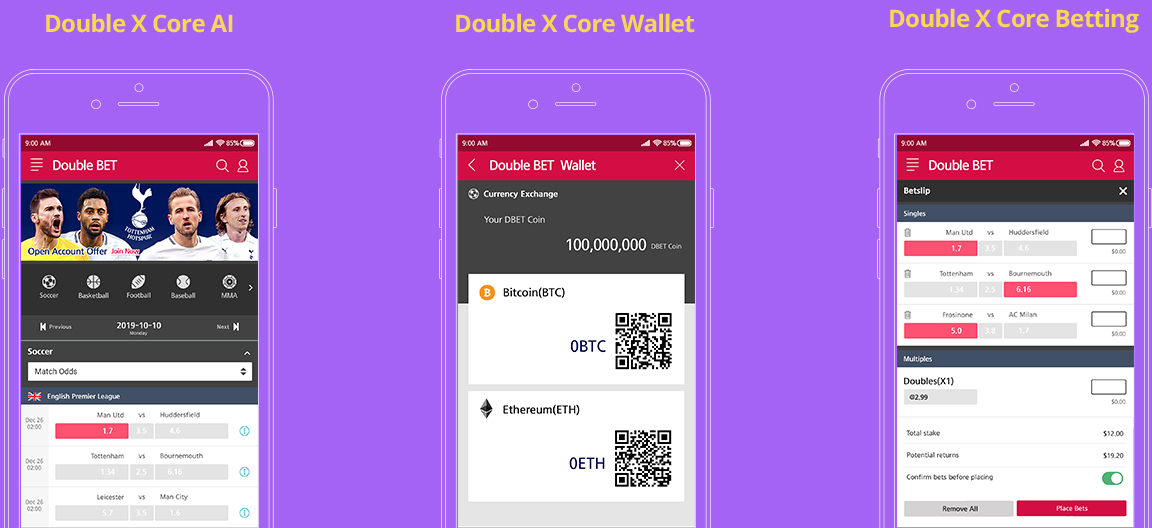 Double X Core AI
9:00 AM
85%
Double BET
TOTTENHAM
HOTSPUR
Open Account Offer Join Now
Soccer
Basketball
Football
Baseball
MMA
Previous
2019-10-10
Monday
Next
Soccer
Match Odds
English Premier League
Dec 26
02:00
Man Utd vs Huddersfield
1.7 3.5 4.6
Dec 26
02:00
Tottenham vs Bournemouth
1.34 2.5 6.16
Dec 26
02:00
Leicester vs Man City
5.7 3.5 1.6
Double X Core Wallet
9:00 AM
85%
Double BET Wallet
Currency Exchange
Your DBET Coin
100,000,000 DBET Coin
Bitcoin(BTC)
0BTC
Ethereum(ETH)
0ETH
Double X Core Betting
9:00 AM
85%
Double BET
Betslip
Singles
Man Utd vs Huddersfield
1.7 3.5 4.6
$0.00
Tottenham vs Bournemouth
1.34 2.5 6.16
$0.00
Frosinone vs AC Milan
5.0 3.8 1.7
$0.00
Multiples
Doubles(X1)
@2.99
$0.00
Total stake $12.00
Potential returns $19.20
Confirm bets before placing
Remove All
Place Bets